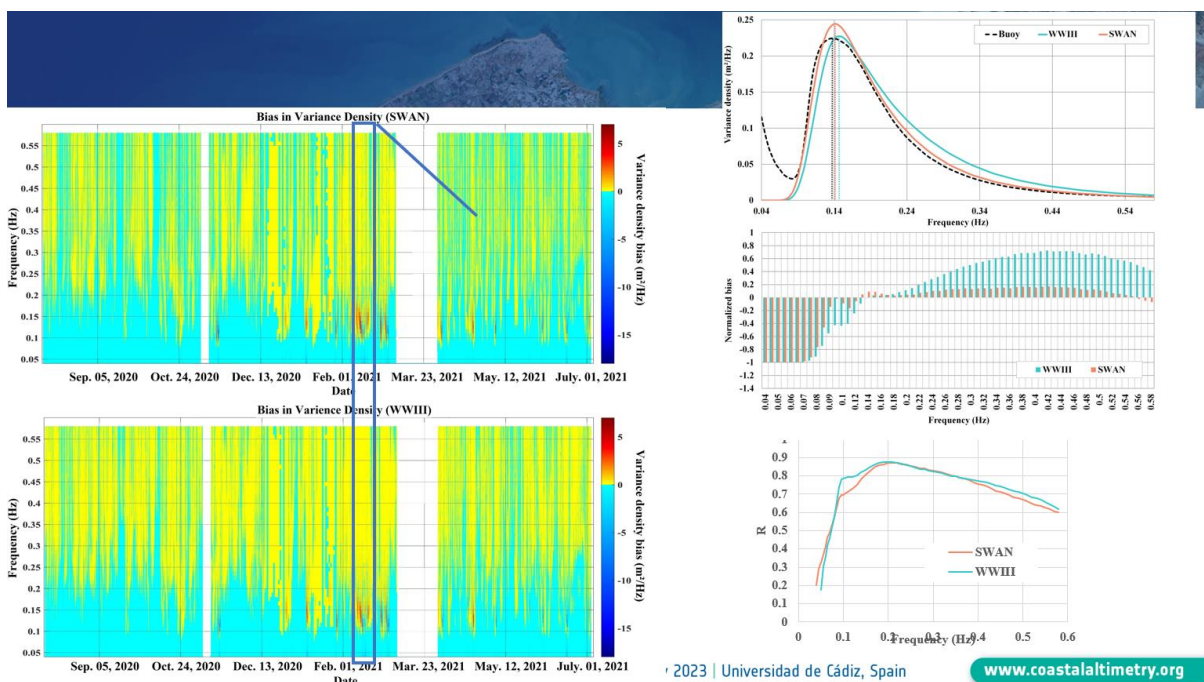 Bias in Variance Density (SWAN)
Frequency (Hz)
0.55
0.5
0.45
0.4
0.35
0.3
0.25
0.2
0.15
0.1
0.05
Sep. 05, 2020 Oct. 24, 2020 Dec. 13, 2020 Feb. 01, 2021 Mar. 23, 2021 May. 12, 2021 July. 01, 2021
Date
5
0
-5
-10
-15
Variance density bias (m²/Hz)
Bias in Varience Density (WWIII)
Frequency (Hz)
0.55
0.5
0.45
0.4
0.35
0.3
0.25
0.2
0.15
0.1
0.05
Sep. 05, 2020 Oct. 24, 2020 Dec. 13, 2020 Feb. 01, 2021 Mar. 23, 2021 May. 12, 2021 July. 01, 2021
Date
5
0
-5
-10
-15
Variance density bias (m²/Hz)
Buoy WWIII SWAN
Variance density (m²/Hz)
0.25
0.2
0.15
0.1
0.05
0
0.04 0.14 0.24 0.34 0.44 0.54
Frequency (Hz)
Normalized bias
1
0.8
0.6
0.4
0.2
0
-0.2
-0.4
-0.6
-0.8
-1
-1.2
-1.4
WWIII SWAN
0.04 0.05 0.06 0.07 0.08 0.09 0.1 0.12 0.14 0.16 0.18 0.2 0.22 0.24 0.26 0.28 0.3 0.32 0.34 0.36 0.38 0.4 0.42 0.44 0.46 0.48 0.5 0.52 0.54 0.56 0.58
Frequency (Hz)
R
1
0.9
0.8
0.7
0.6
0.5
0.4
0.3
0.2
0.1
0
SWAN
WWIII
0 0.1 0.2 0.3 0.4 0.5 0.6
Frequency (Hz)
2023 | Universidad de Cádiz, Spain
www.coastalaltimetry.org